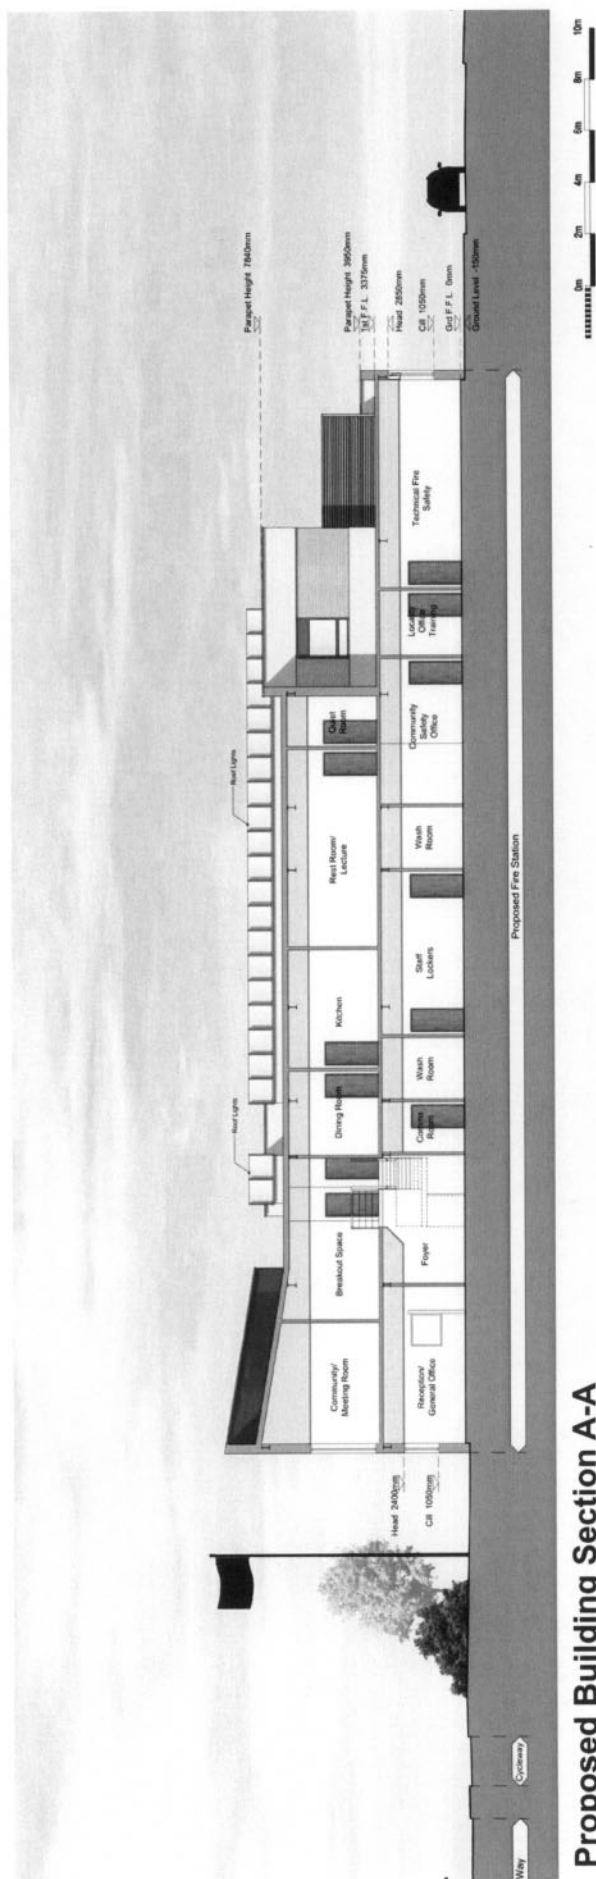 Parapet Height 7840mm
Parapet Height 3950mm
1st F.F.L 3375mm
Head 2850mm
Cill 1050mm
Grd F.F.L 0mm
Ground Level -150mm
Roof Lights
Roof Lights
Community/
Meeting Room
Breakout Space
Dining Room
Kitchen
Rest Room/
Lecture
Quiet
Room
Reception/
General Office
Foyer
Comms
Room
Wash
Room
Staff
Lockers
Wash
Room
Community
Safety
Office
Locality
Office
Training
Technical Fire
Safety
Head 2400mm
Cill 1050mm
Way
Cycleway
Proposed Fire Station
Proposed Building Section A-A
0m 2m 4m 6m 8m 10m